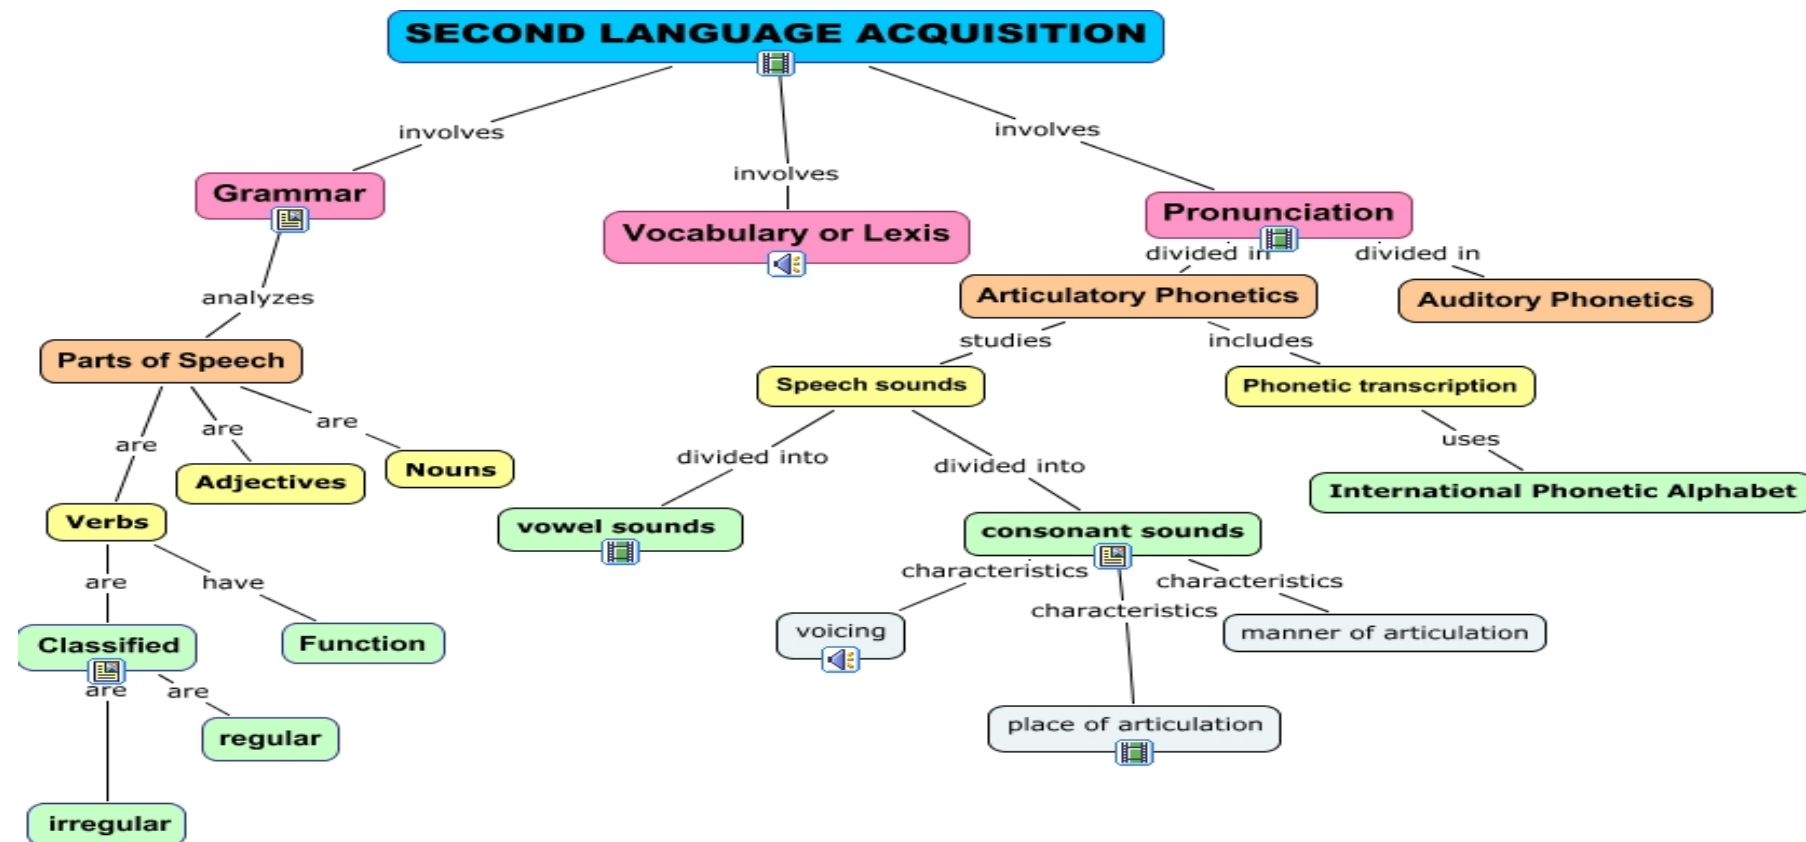 SECOND LANGUAGE ACQUISITION
involves
involves
involves
Grammar
Vocabulary or Lexis
Pronunciation
divided in
divided in
analyzes
Articulatory Phonetics
Auditory Phonetics
studies
includes
Parts of Speech
Speech sounds
Phonetic transcription
are
are
are
uses
divided into
divided into
Adjectives
Nouns
International Phonetic Alphabet
Verbs
vowel sounds
consonant sounds
are
have
characteristics
characteristics
characteristics
Classified
Function
voicing
manner of articulation
are
are
regular
place of articulation
irregular